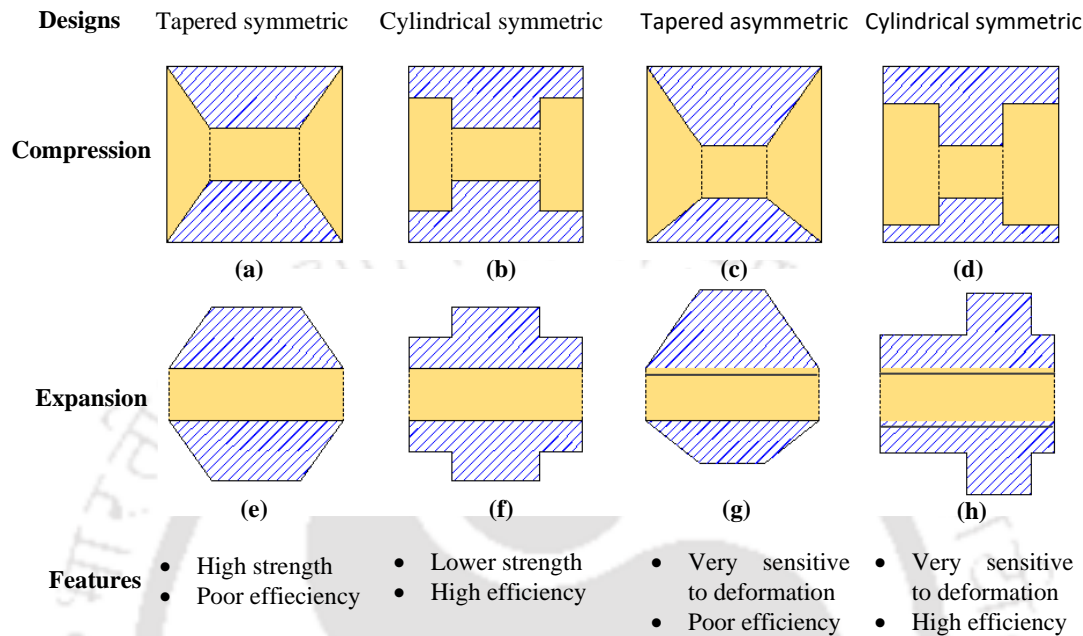 Designs Tapered symmetric Cylindrical symmetric Tapered asymmetric Cylindrical symmetric
Compression
(a) (b) (c) (d)
Expansion
(e) (f) (g) (h)
Features
• High strength
• Poor effieciency
• Lower strength
• High efficiency
• Very sensitive
to deformation
• Poor efficiency
• Very sensitive
to deformation
• High efficiency